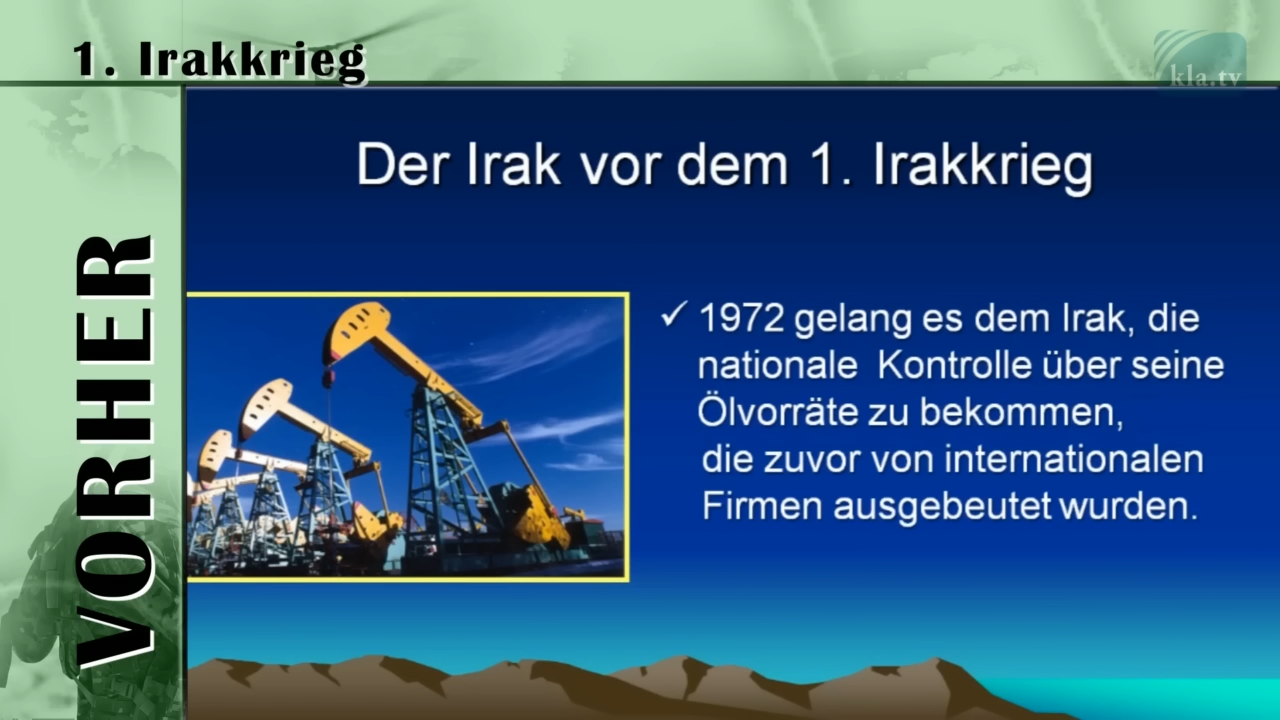 1. Irakkrieg
kla.tv
VORHER
Der Irak vor dem 1. Irakkrieg
✓ 1972 gelang es dem Irak, die
nationale Kontrolle über seine
Ölvorräte zu bekommen,
die zuvor von internationalen
Firmen ausgebeutet wurden.